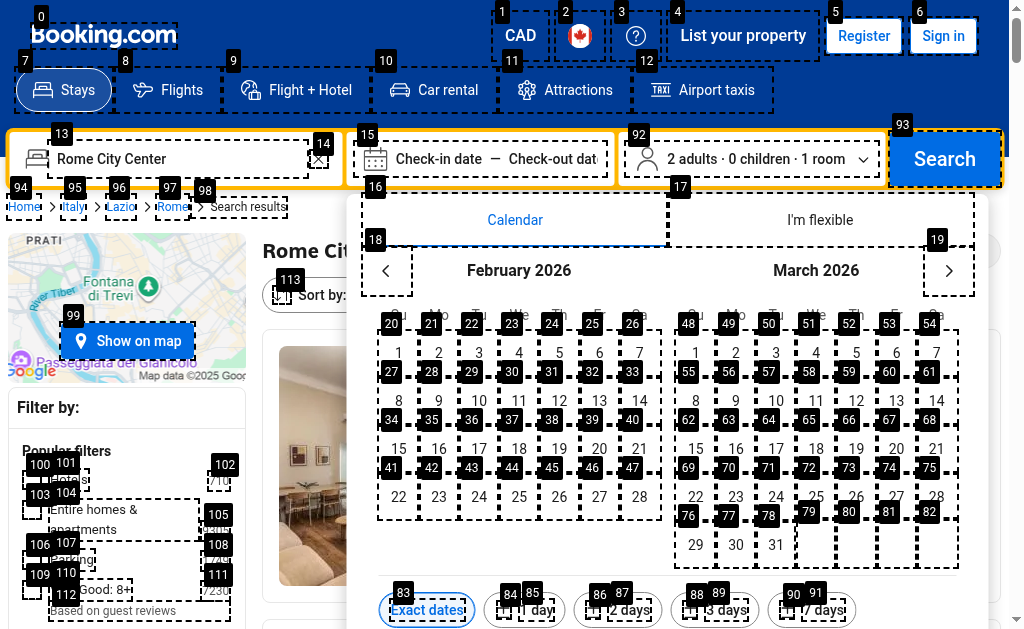 0
1
2
3
4
5
6
Booking.com
CAD
List your property
Register
Sign in
7
8
9
10
11
12
Stays
Flights
Flight + Hotel
Car rental
Attractions
Airport taxis
13
14
15
92
93
Rome City Center
Check-in date — Check-out dat
2 adults · 0 children · 1 room
Search
94
95
96
97
98
16
17
Home
Italy
Lazio
Rome
Search results
Calendar
I'm flexible
18
19
PRATI
Fontana
di Trevi
River Tiber
99
Show on map
Passeggiata del Gianicolo
Google
Map data ©2025 Goog
Rome Cit
113
Sort by:
February 2026
March 2026
Su Mo Tu We Th Fr Sa
Su Mo Tu We Th Fr Sa
20 21 22 23 24 25 26
48 49 50 51 52 53 54
1 2 3 4 5 6 7
1 2 3 4 5 6 7
27 28 29 30 31 32 33
55 56 57 58 59 60 61
8 9 10 11 12 13 14
8 9 10 11 12 13 14
34 35 36 37 38 39 40
62 63 64 65 66 67 68
15 16 17 18 19 20 21
15 16 17 18 19 20 21
41 42 43 44 45 46 47
69 70 71 72 73 74 75
22 23 24 25 26 27 28
22 23 24 25 26 27 28
76 77 78 79 80 81 82
29 30 31
83
84 85
86 87
88 89
90 91
Exact dates
1 day
2 days
3 days
7 days
Filter by:
Popular filters
100 101 102
Hotels
710
103 104
Entire homes &
apartments
105
9305
106 107 108
Parking
1749
109 110 111
Good: 8+
7230
112
Based on guest reviews